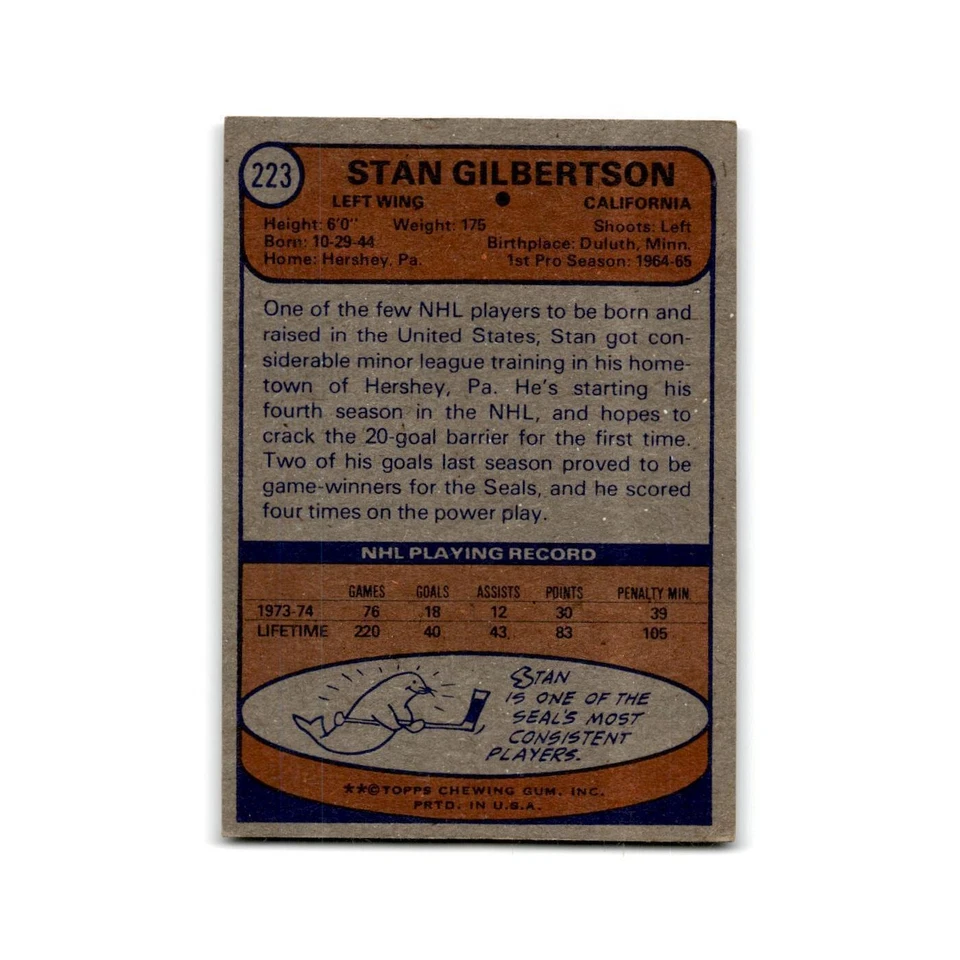 223
STAN GILBERTSON
LEFT WING • CALIFORNIA
Height: 6'0" Weight: 175 Shoots: Left
Born: 10-29-44 Birthplace: Duluth, Minn.
Home: Hershey, Pa. 1st Pro Season: 1964-65
One of the few NHL players to be born and
raised in the United States, Stan got con-
siderable minor league training in his home-
town of Hershey, Pa. He's starting his
fourth season in the NHL, and hopes to
crack the 20-goal barrier for the first time.
Two of his goals last season proved to be
game-winners for the Seals, and he scored
four times on the power play.
NHL PLAYING RECORD
GAMES GOALS ASSISTS POINTS PENALTY MIN
1973-74 76 18 12 30 39
LIFETIME 220 40 43 83 105
STAN
IS ONE OF THE
SEAL'S MOST
CONSISTENT
PLAYERS.
**©TOPPS CHEWING GUM, INC.
PRTD. IN U.S.A.